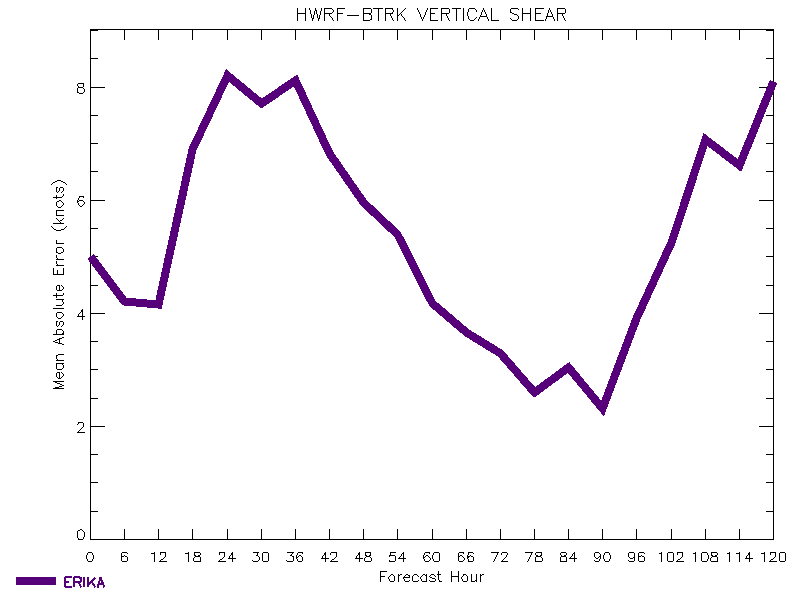 HWRF-BTRK VERTICAL SHEAR
8
6
4
2
0
Mean Absolute Error (knots)
0 6 12 18 24 30 36 42 48 54 60 66 72 78 84 90 96 102 108 114 120
Forecast Hour
ERIKA